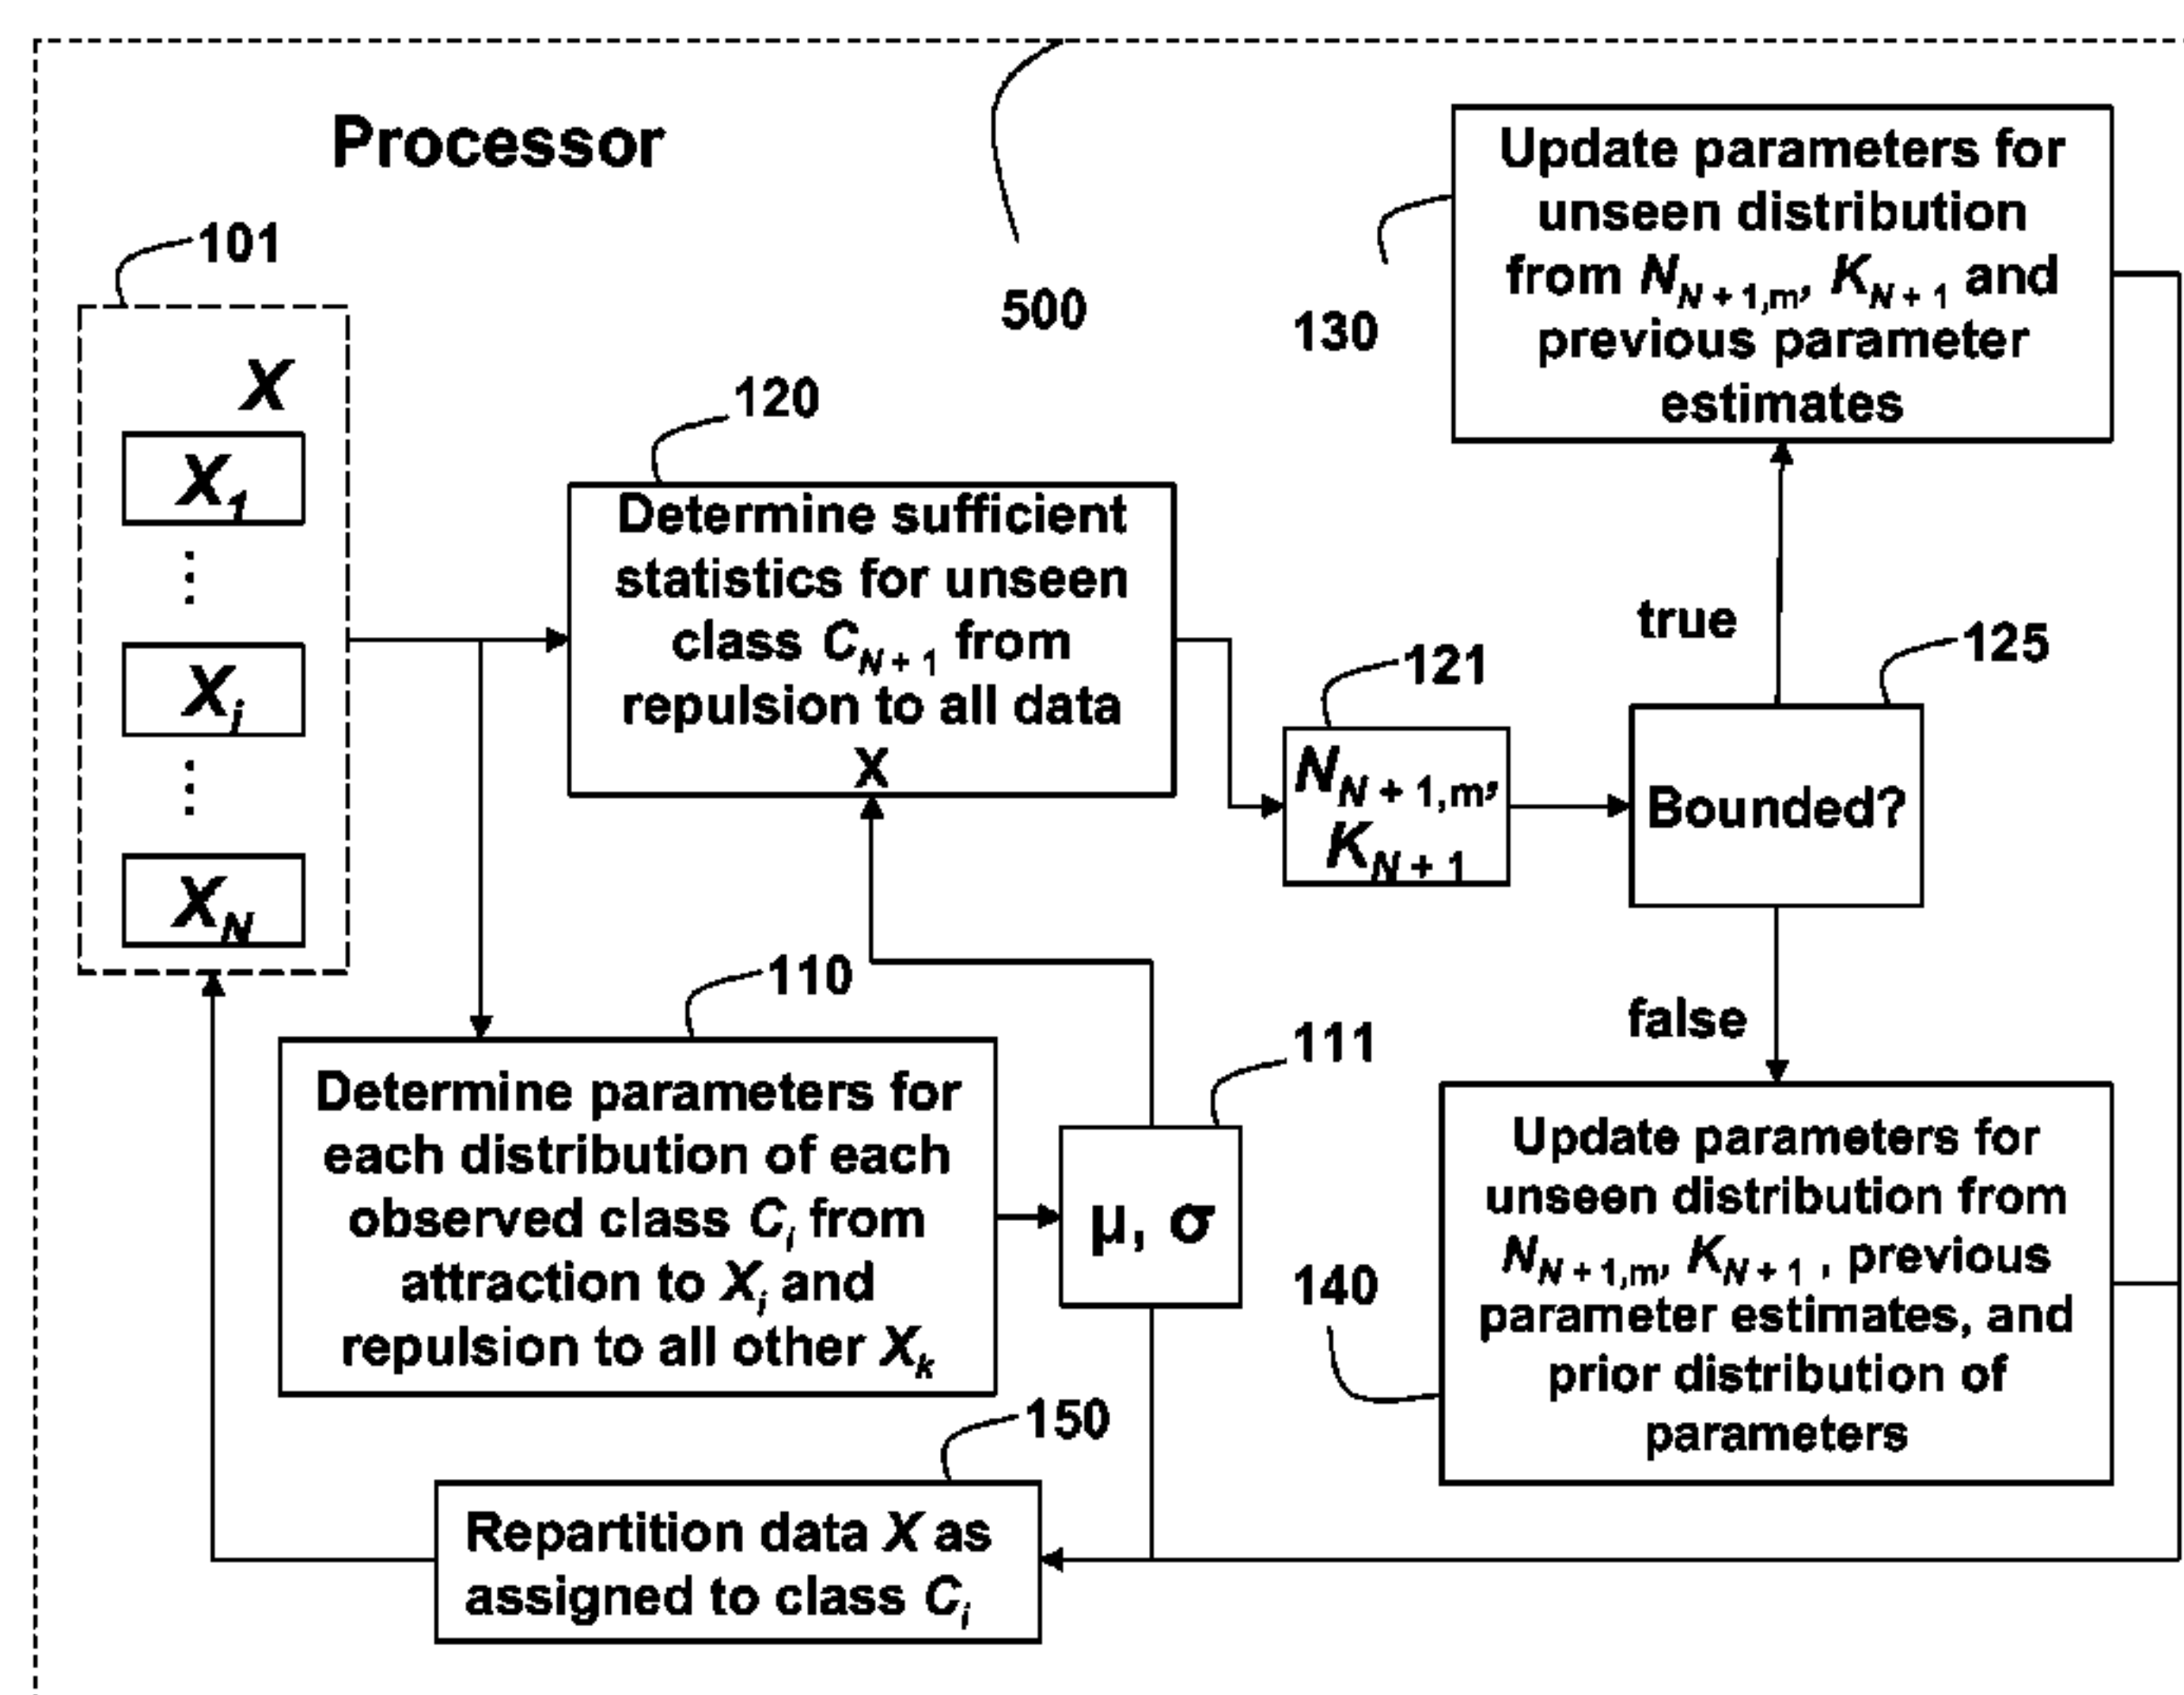 Processor
500
101
X
X1
Xi
XN
120
Determine sufficient
statistics for unseen
class CN + 1 from
repulsion to all data
X
110
Determine parameters for
each distribution of each
observed class Ci from
attraction to Xi and
repulsion to all other Xk
111
μ, σ
121
NN + 1,m,
KN + 1
125
Bounded?
true
false
130
Update parameters for
unseen distribution
from NN + 1,m, KN + 1 and
previous parameter
estimates
140
Update parameters for
unseen distribution from
NN + 1,m, KN + 1 , previous
parameter estimates, and
prior distribution of
parameters
150
Repartition data X as
assigned to class Ci